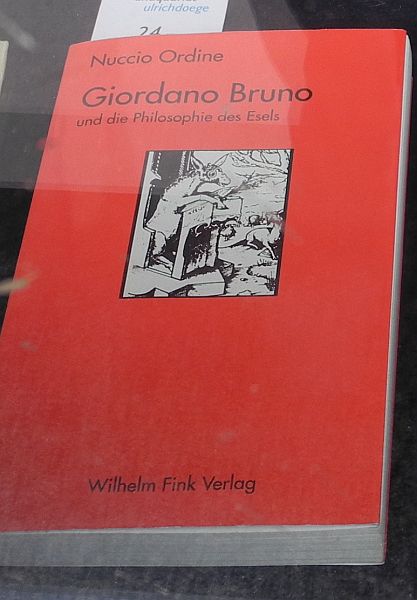 ulrichdoege
24
Nuccio Ordine
Giordano Bruno
und die Philosophie des Esels
Wilhelm Fink Verlag